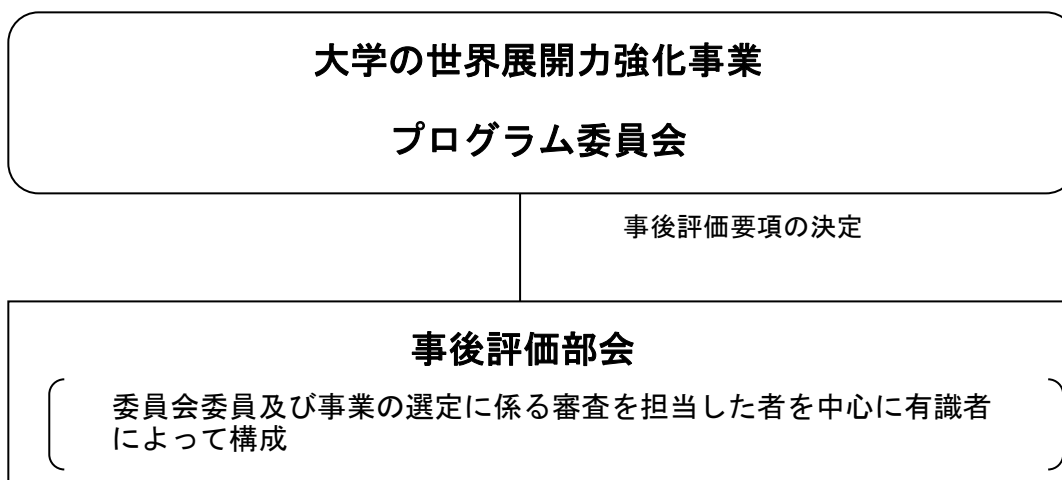 大学の世界展開力強化事業
プログラム委員会
事後評価要項の決定
事後評価部会
委員会委員及び事業の選定に係る審査を担当した者を中心に有識者
によって構成